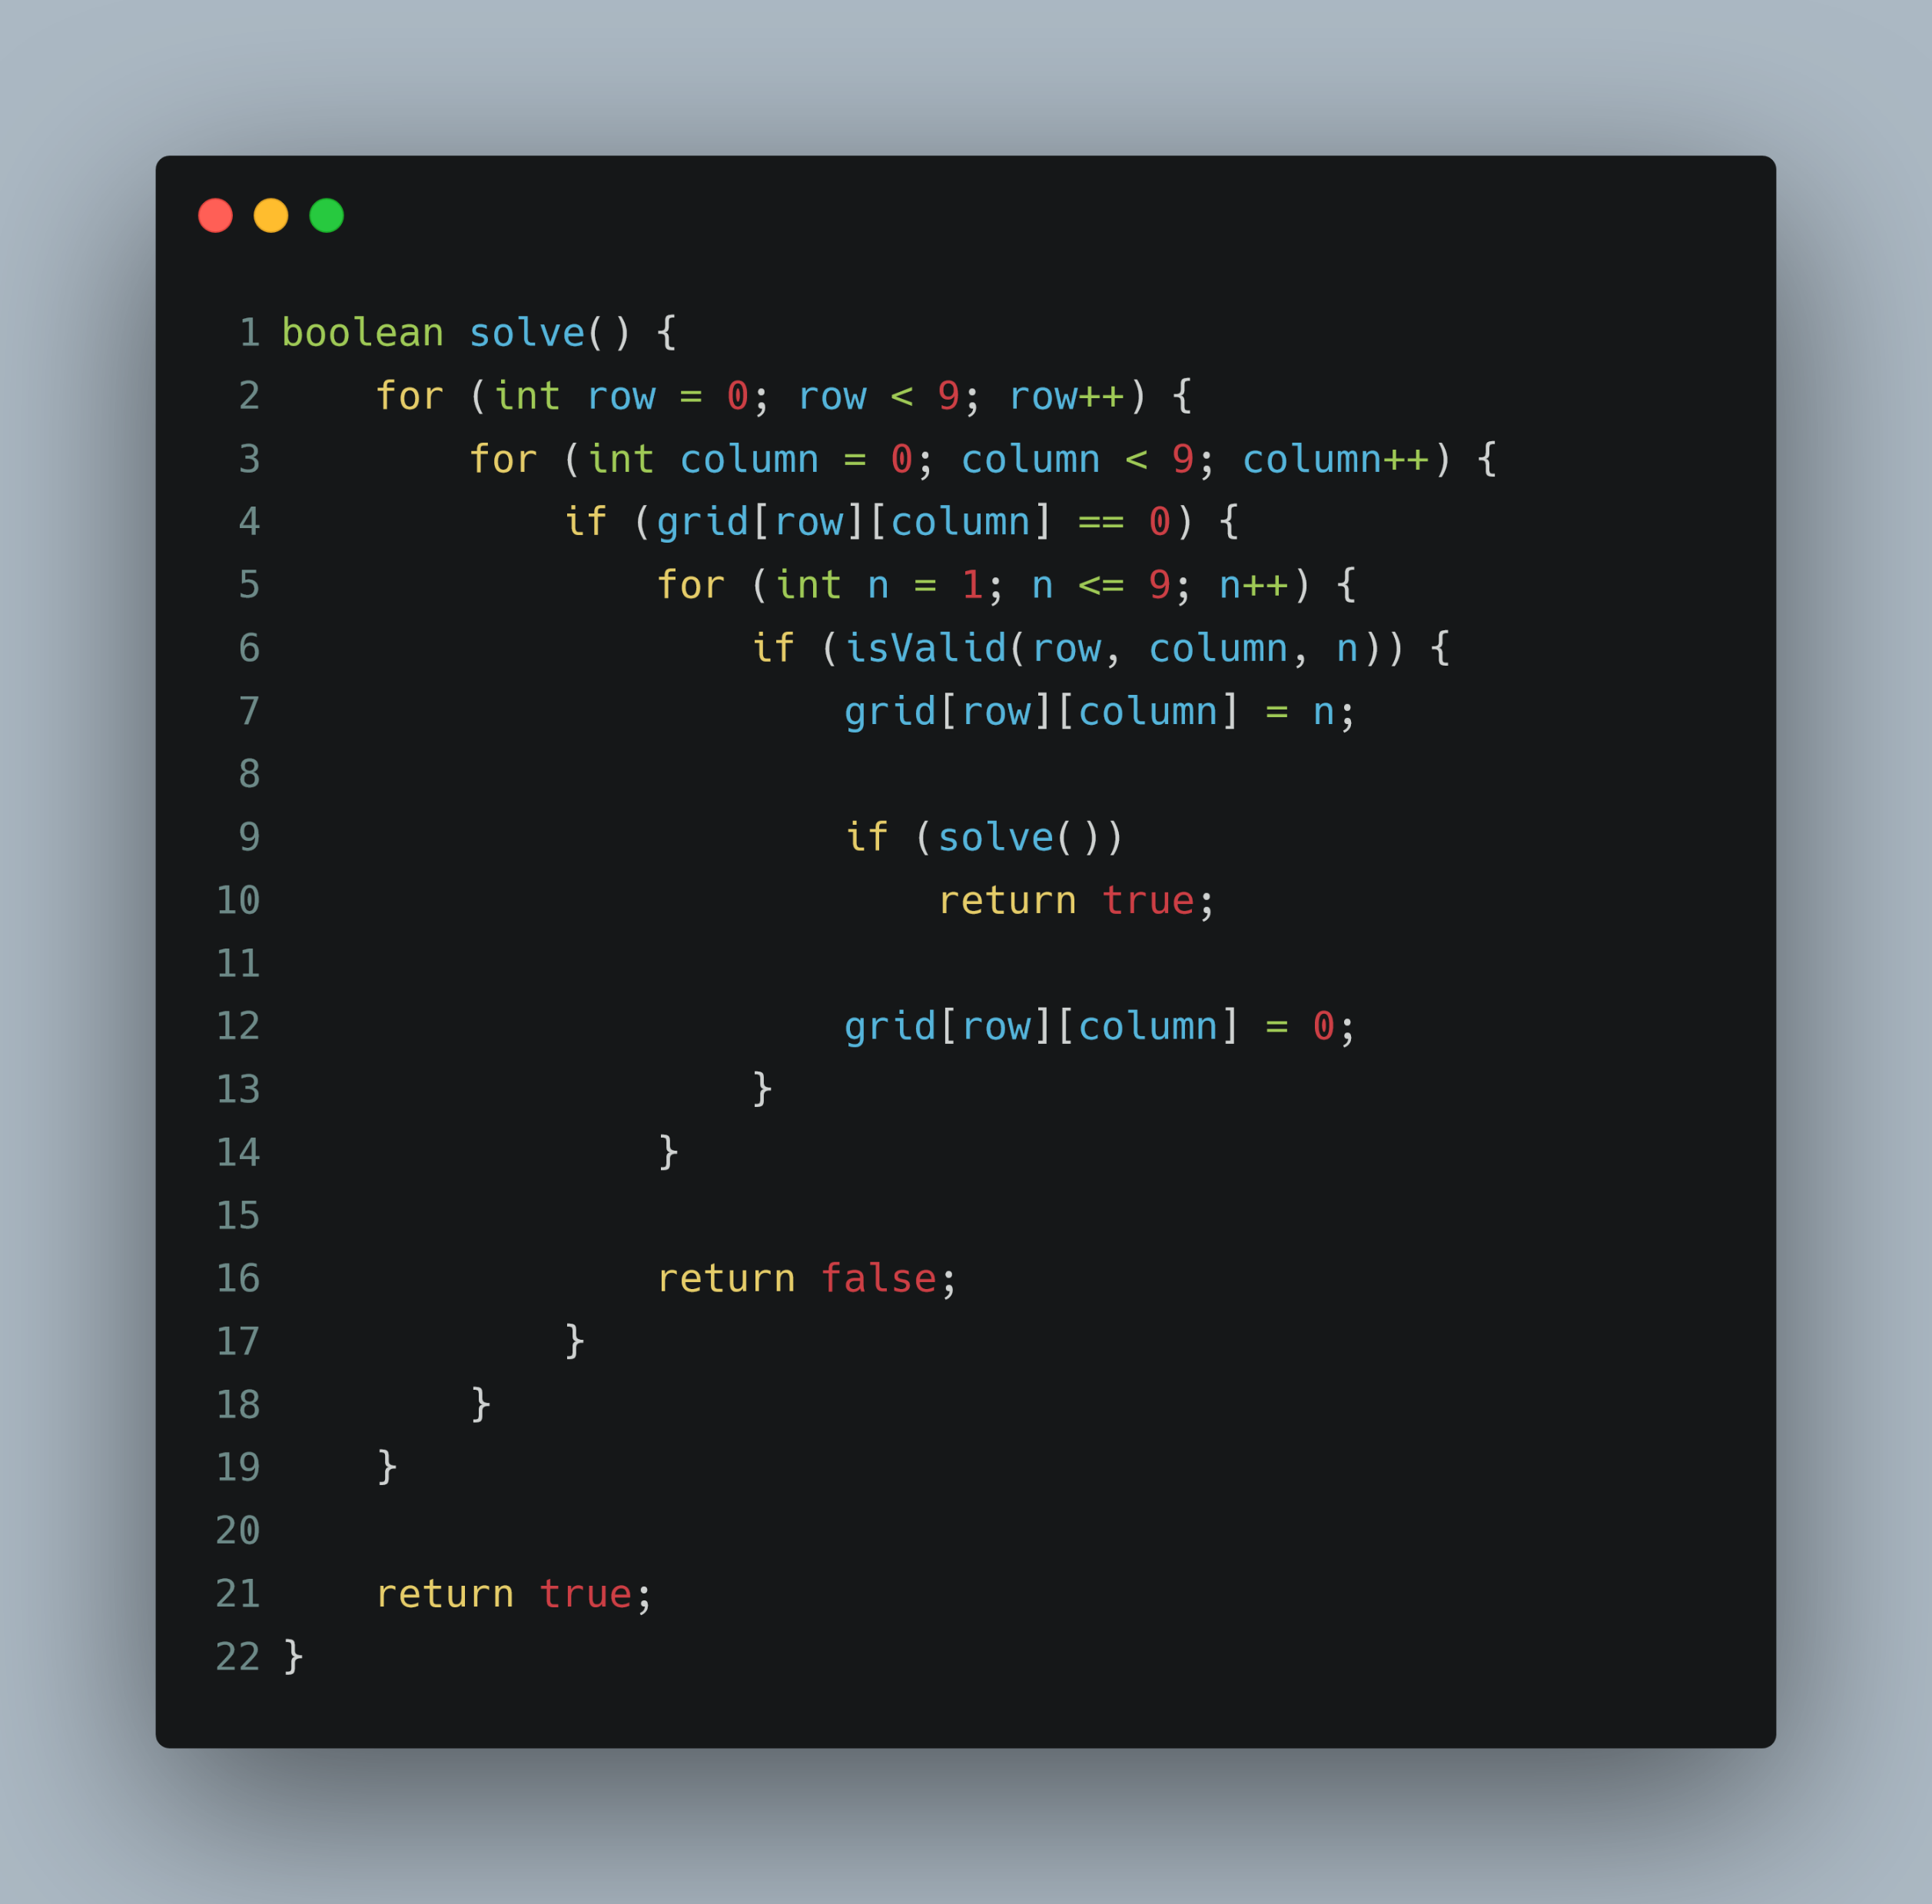 1 boolean solve() {
2     for (int row = 0; row < 9; row++) {
3         for (int column = 0; column < 9; column++) {
4             if (grid[row][column] == 0) {
5                 for (int n = 1; n <= 9; n++) {
6                     if (isValid(row, column, n)) {
7                         grid[row][column] = n;
8
9                         if (solve())
10                             return true;
11
12                         grid[row][column] = 0;
13                     }
14                 }
15
16                 return false;
17             }
18         }
19     }
20
21     return true;
22 }